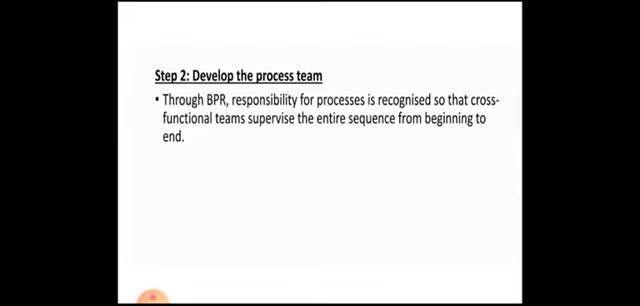 Step 2: Develop the process team
• Through BPR, responsibility for processes is recognised so that cross-
functional teams supervise the entire sequence from beginning to
end.